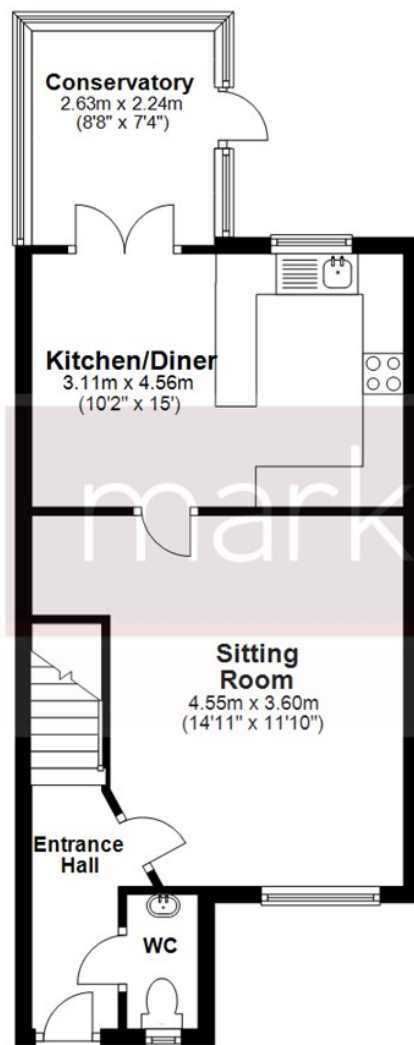 Conservatory
2.63m x 2.24m
(8'8" x 7'4")
Kitchen/Diner
3.11m x 4.56m
(10'2" x 15')
mark
Sitting
Room
4.55m x 3.60m
(14'11" x 11'10")
Entrance
Hall
WC